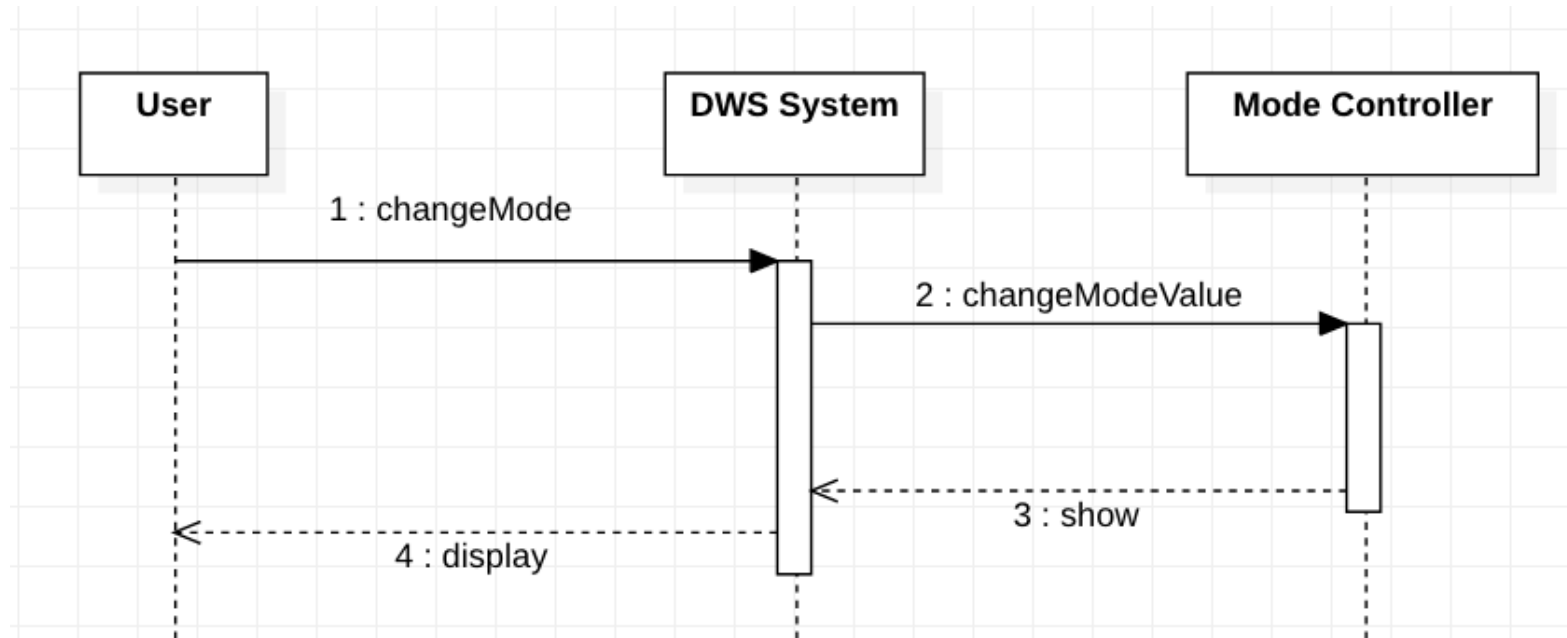 User
DWS System
Mode Controller
1 : changeMode
2 : changeModeValue
3 : show
4 : display